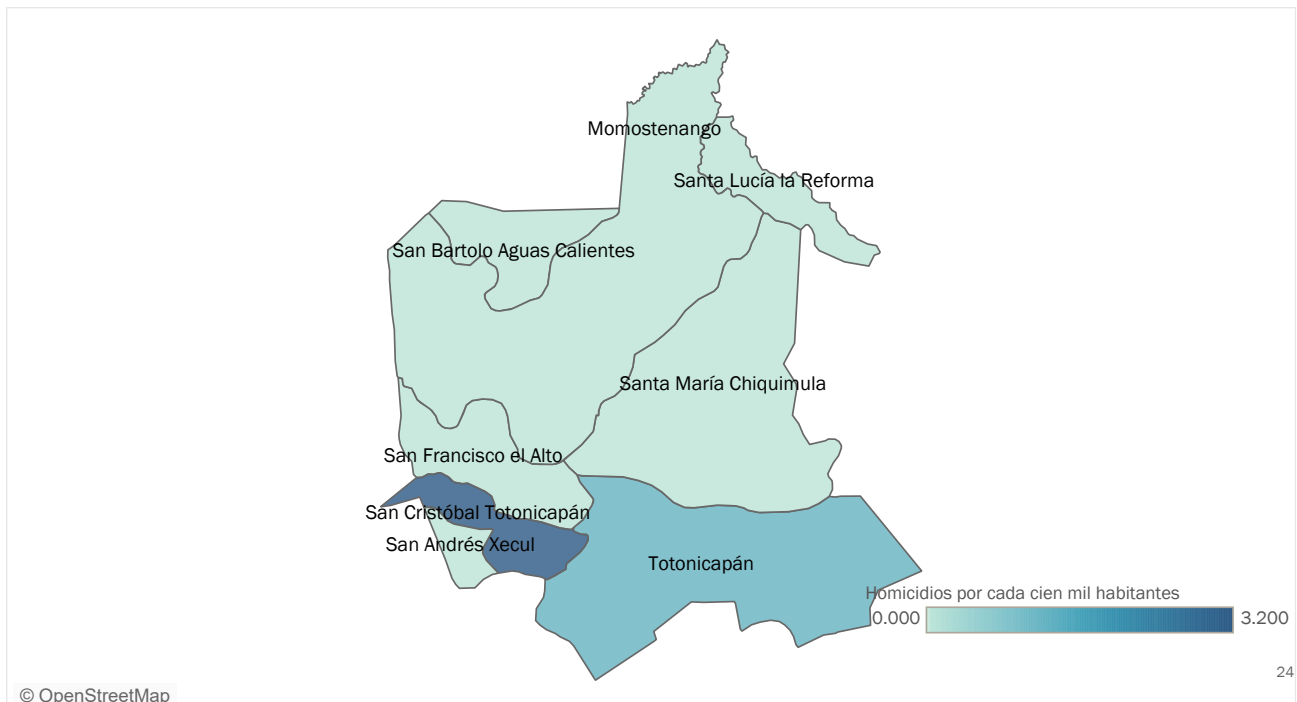 Momostenango
Santa Lucía la Reforma
San Bartolo Aguas Calientes
Santa María Chiquimula
San Francisco el Alto
San Cristóbal Totonicapán
San Andrés Xecul
Totonicapán
Homicidios por cada cien mil habitantes
0.000
3.200
24
© OpenStreetMap